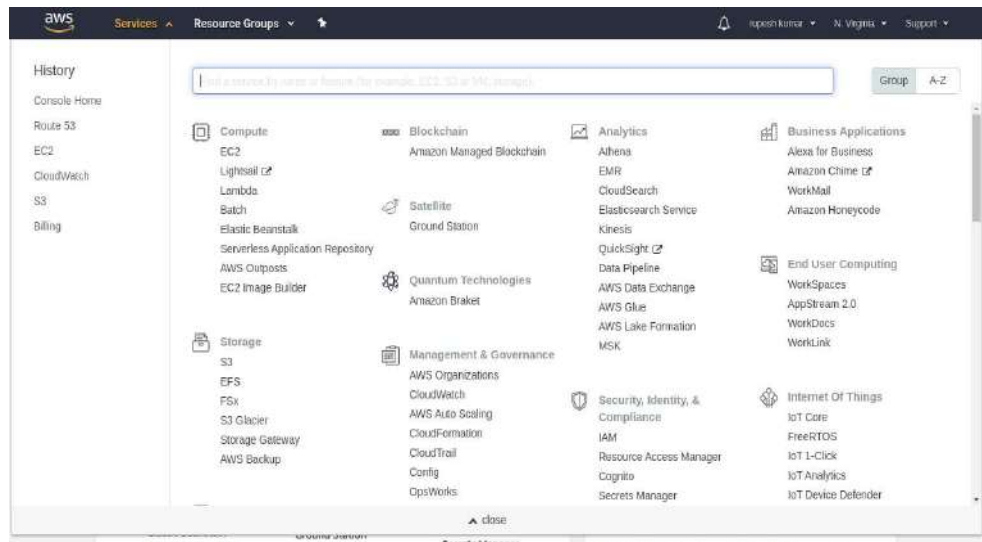 aws
Services
Resource Groups
rupesh kumar
N. Virginia
Support
History
Console Home
Route 53
EC2
CloudWatch
S3
Billing
Group
A-Z
Compute
EC2
Lightsail
Lambda
Batch
Elastic Beanstalk
Serverless Application Repository
AWS Outposts
EC2 Image Builder
Storage
S3
EFS
FSx
S3 Glacier
Storage Gateway
AWS Backup
Blockchain
Amazon Managed Blockchain
Satellite
Ground Station
Quantum Technologies
Amazon Braket
Management & Governance
AWS Organizations
CloudWatch
AWS Auto Scaling
CloudFormation
CloudTrail
Config
OpsWorks
Analytics
Athena
EMR
CloudSearch
Elasticsearch Service
Kinesis
QuickSight
Data Pipeline
AWS Data Exchange
AWS Glue
AWS Lake Formation
MSK
Security, Identity, &
Compliance
IAM
Resource Access Manager
Cognito
Secrets Manager
Business Applications
Alexa for Business
Amazon Chime
WorkMail
Amazon Honeycode
End User Computing
WorkSpaces
AppStream 2.0
WorkDocs
WorkLink
Internet Of Things
IoT Core
FreeRTOS
IoT 1-Click
IoT Analytics
IoT Device Defender
close